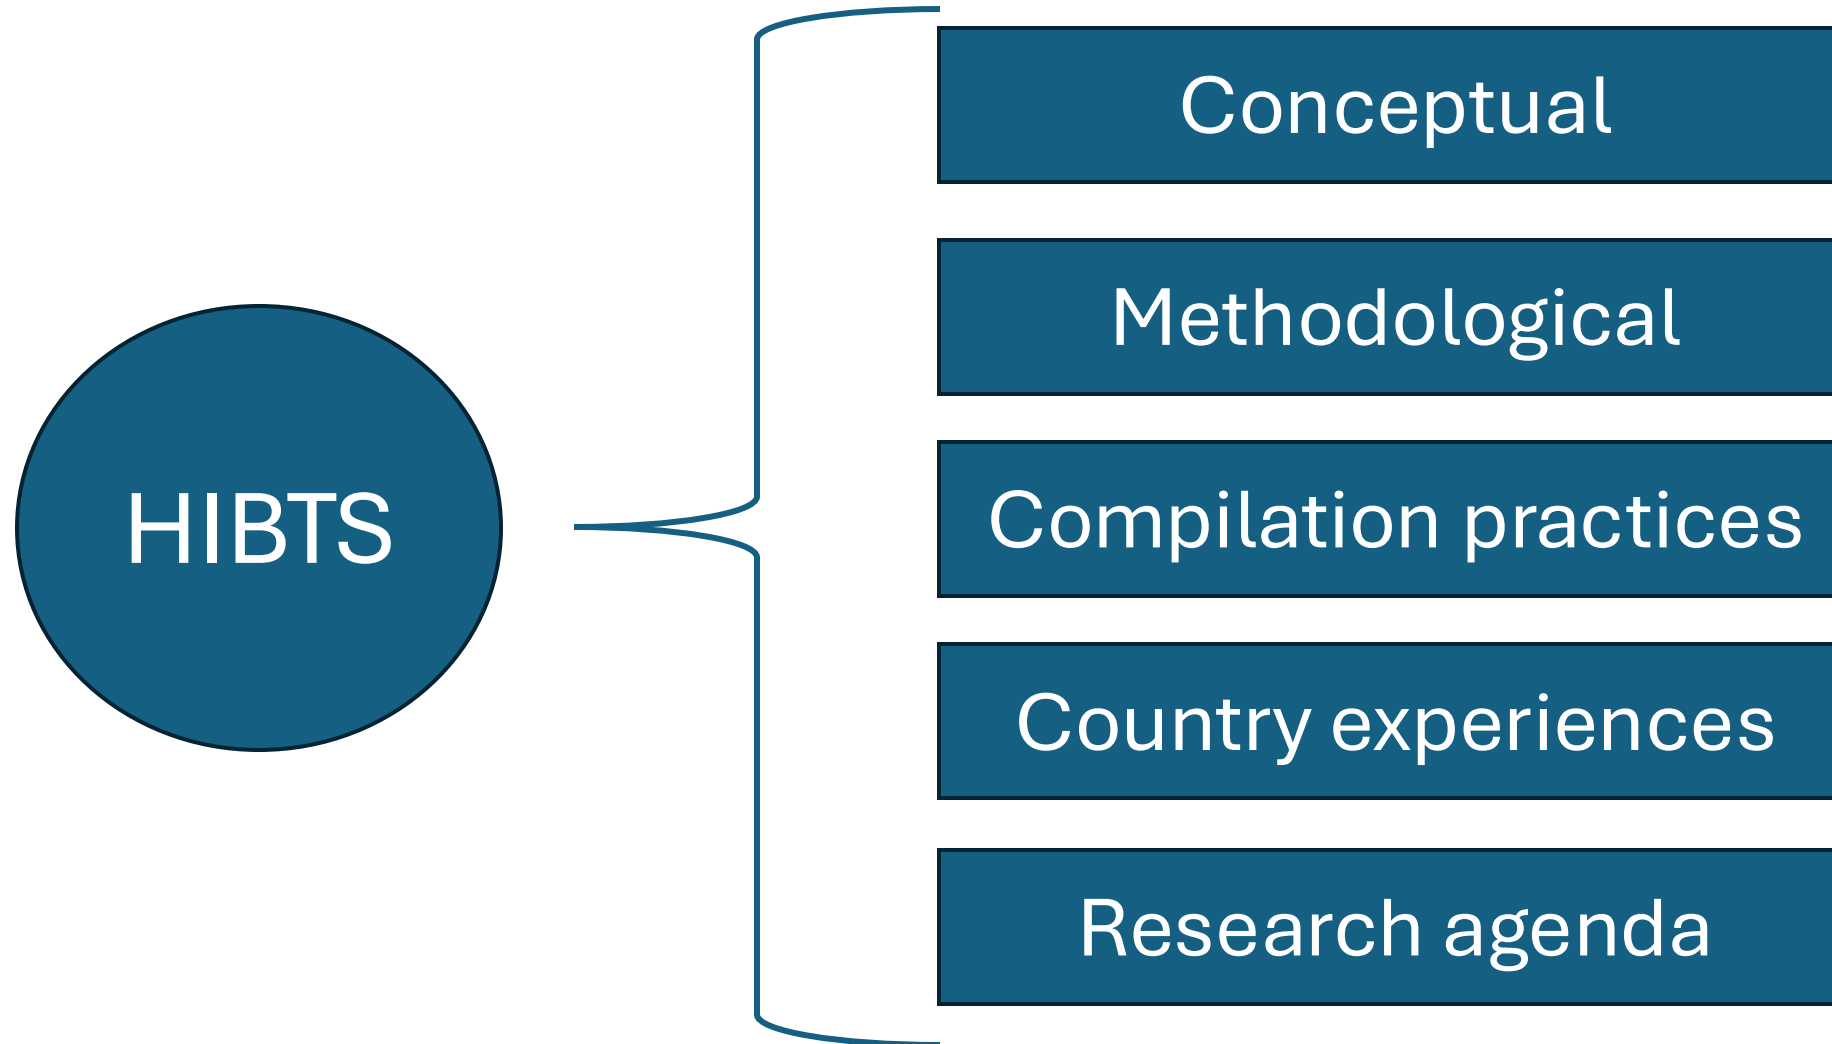 HIBTS
Conceptual
Methodological
Compilation practices
Country experiences
Research agenda